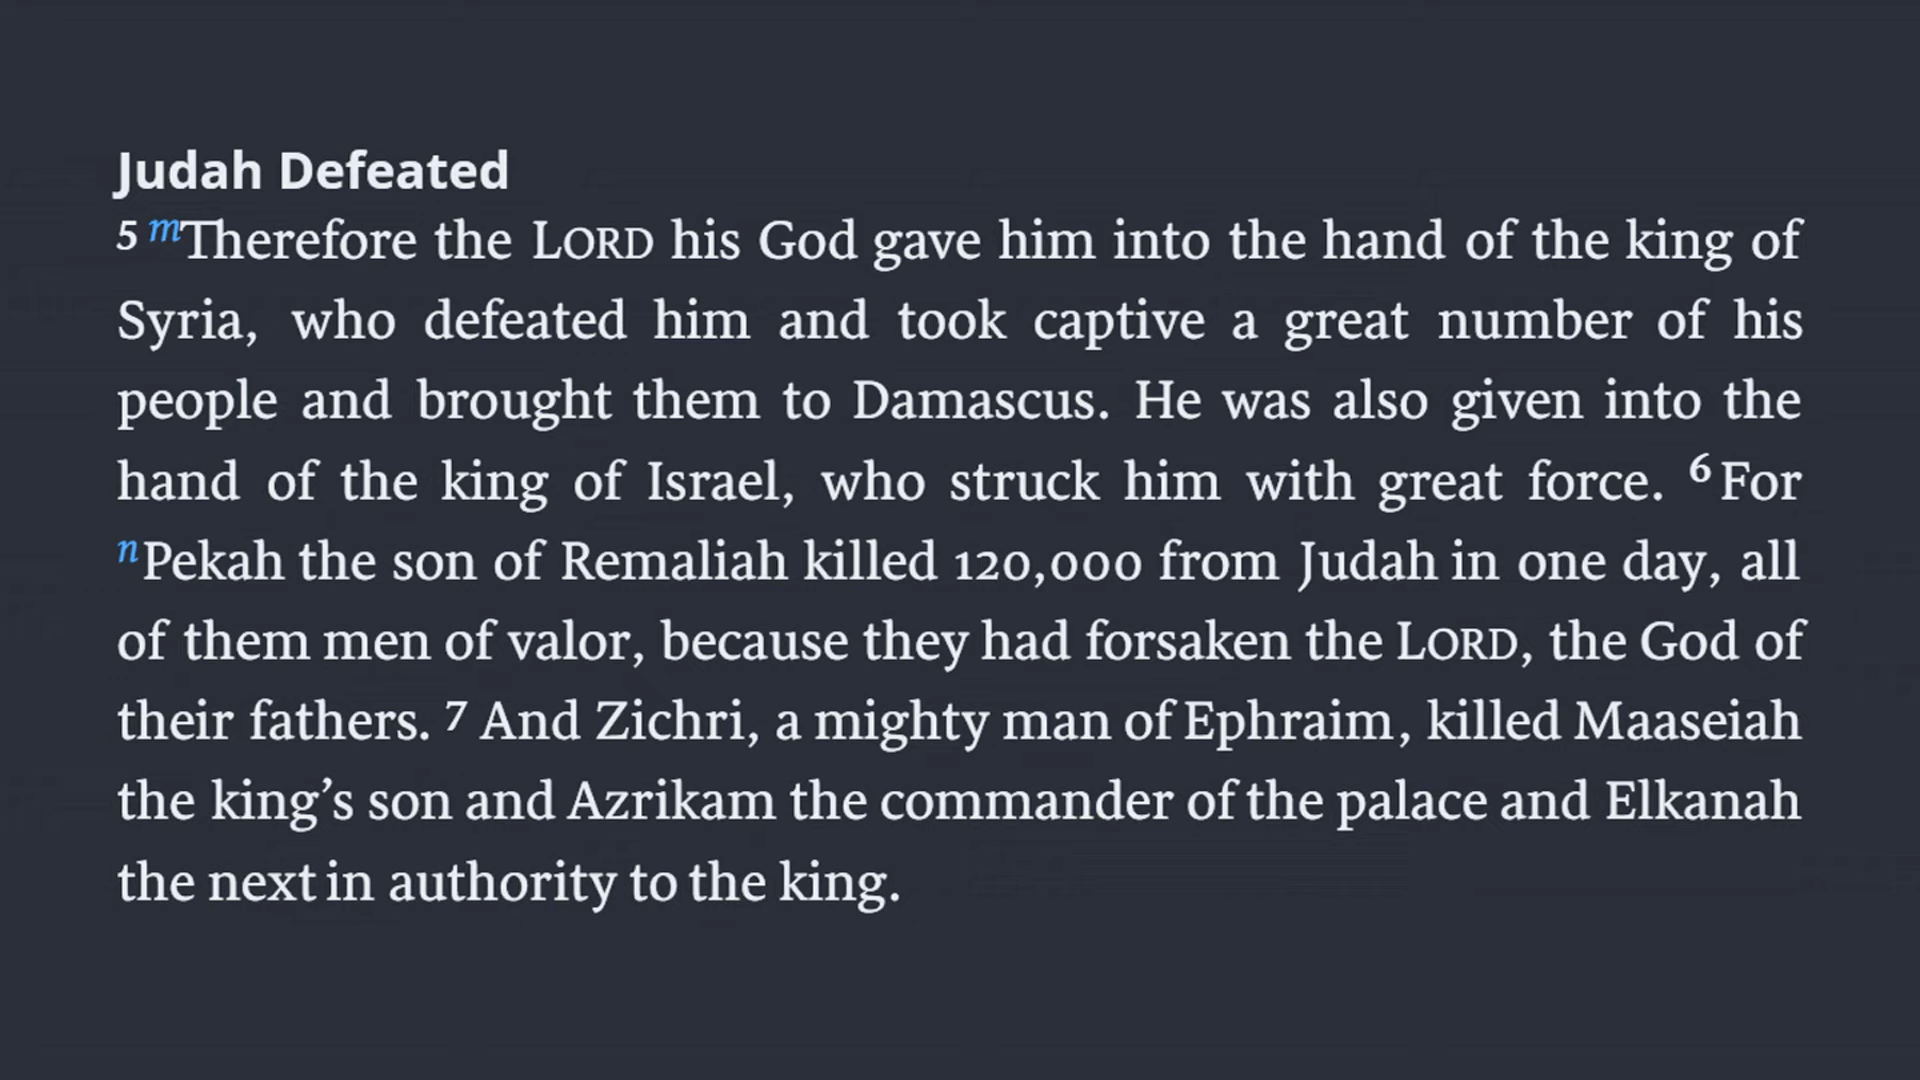 Judah Defeated
5 mTherefore the LORD his God gave him into the hand of the king of
Syria, who defeated him and took captive a great number of his
people and brought them to Damascus. He was also given into the
hand of the king of Israel, who struck him with great force. 6 For
nPekah the son of Remaliah killed 120,000 from Judah in one day, all
of them men of valor, because they had forsaken the LORD, the God of
their fathers. 7 And Zichri, a mighty man of Ephraim, killed Maaseiah
the king’s son and Azrikam the commander of the palace and Elkanah
the next in authority to the king.